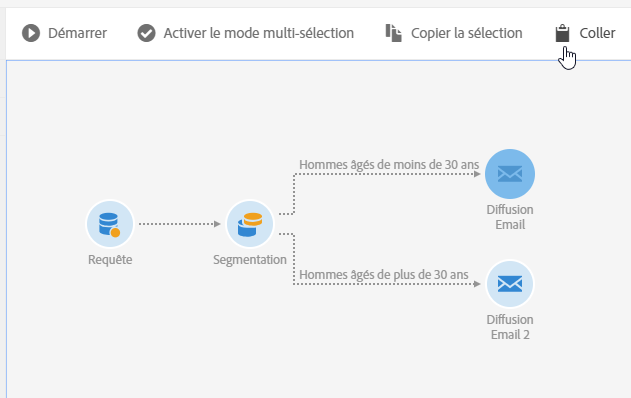 Démarrer
Activer le mode multi-sélection
Copier la sélection
Coller
Hommes âgés de moins de 30 ans
Diffusion
Email
Requête
Segmentation
Hommes âgés de plus de 30 ans
Diffusion
Email 2